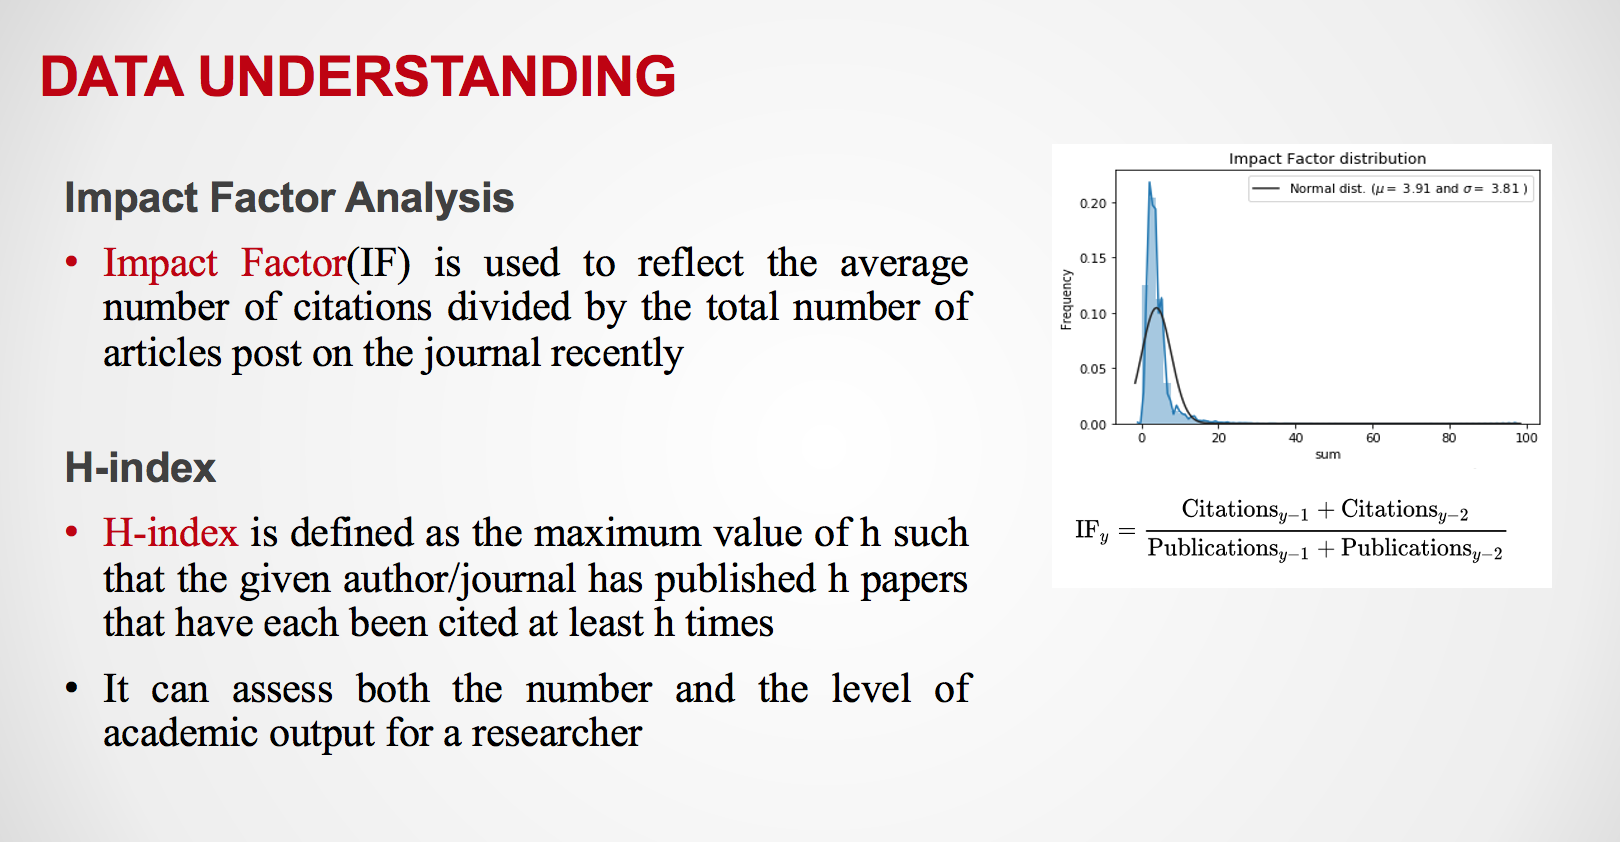 DATA UNDERSTANDING
Impact Factor Analysis
• Impact Factor(IF) is used to reflect the average
number of citations divided by the total number of
articles post on the journal recently
H-index
• H-index is defined as the maximum value of h such
that the given author/journal has published h papers
that have each been cited at least h times
• It can assess both the number and the level of
academic output for a researcher
Impact Factor distribution
Normal dist. (μ= 3.91 and σ= 3.81 )
Frequency
0.20
0.15
0.10
0.05
0.00
0 20 40 60 80 100
sum
IF_y = (Citations_{y−1} + Citations_{y−2}) / (Publications_{y−1} + Publications_{y−2})